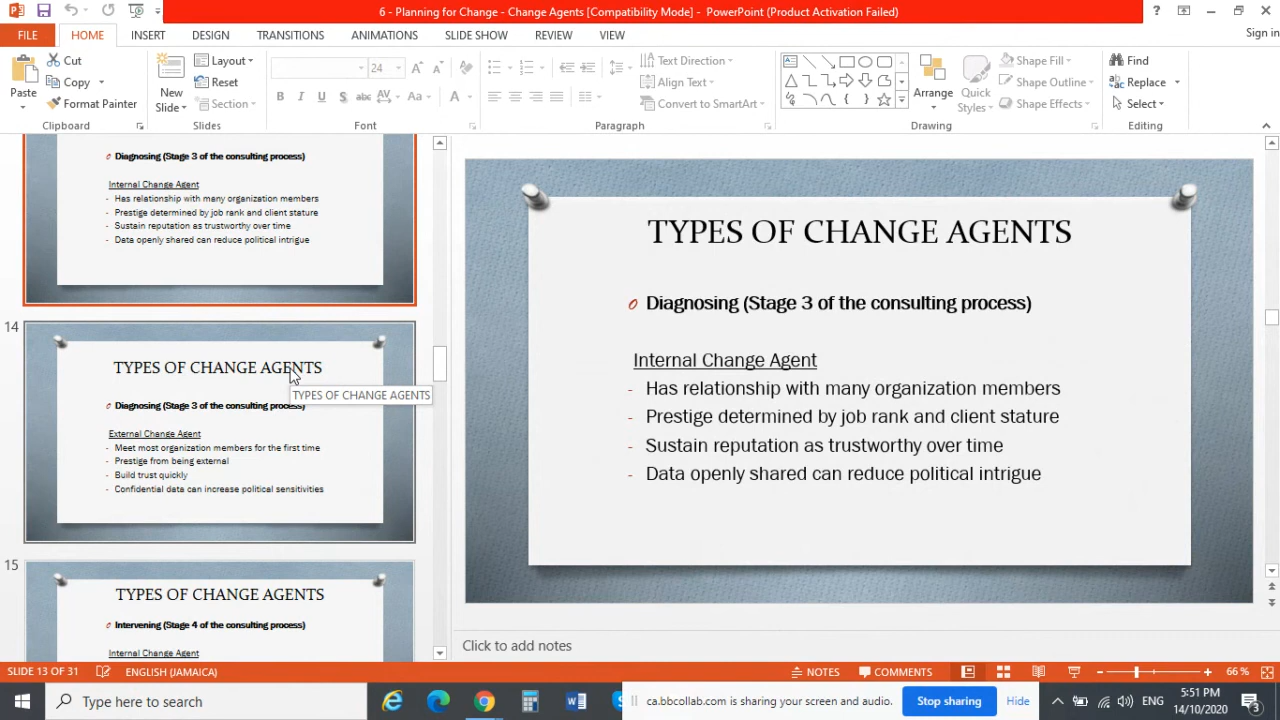 6 - Planning for Change - Change Agents [Compatibility Mode] - PowerPoint (Product Activation Failed)
FILE HOME INSERT DESIGN TRANSITIONS ANIMATIONS SLIDE SHOW REVIEW VIEW Sign in
Paste
Cut
Copy
Format Painter
Clipboard
New
Slide
Layout
Reset
Section
Slides
24
B I U S abc AV Aa A
Font
Text Direction
Align Text
Convert to SmartArt
Paragraph
Arrange
Quick
Styles
Shape Fill
Shape Outline
Shape Effects
Drawing
Find
Replace
Select
Editing
Diagnosing (Stage 3 of the consulting process)
Internal Change Agent
- Has relationship with many organization members
- Prestige determined by job rank and client stature
- Sustain reputation as trustworthy over time
- Data openly shared can reduce political intrigue
14
TYPES OF CHANGE AGENTS
TYPES OF CHANGE AGENTS
Diagnosing (Stage 3 of the consulting process)
External Change Agent
- Meet most organization members for the first time
- Prestige from being external
- Build trust quickly
- Confidential data can increase political sensitivities
15
TYPES OF CHANGE AGENTS
Intervening (Stage 4 of the consulting process)
Internal Change Agent
TYPES OF CHANGE AGENTS
Diagnosing (Stage 3 of the consulting process)
Internal Change Agent
- Has relationship with many organization members
- Prestige determined by job rank and client stature
- Sustain reputation as trustworthy over time
- Data openly shared can reduce political intrigue
Click to add notes
SLIDE 13 OF 31 ENGLISH (JAMAICA) NOTES COMMENTS 66 %
Type here to search
ca.bbcollab.com is sharing your screen and audio.
Stop sharing
Hide
ENG
5:51 PM
14/10/2020
3